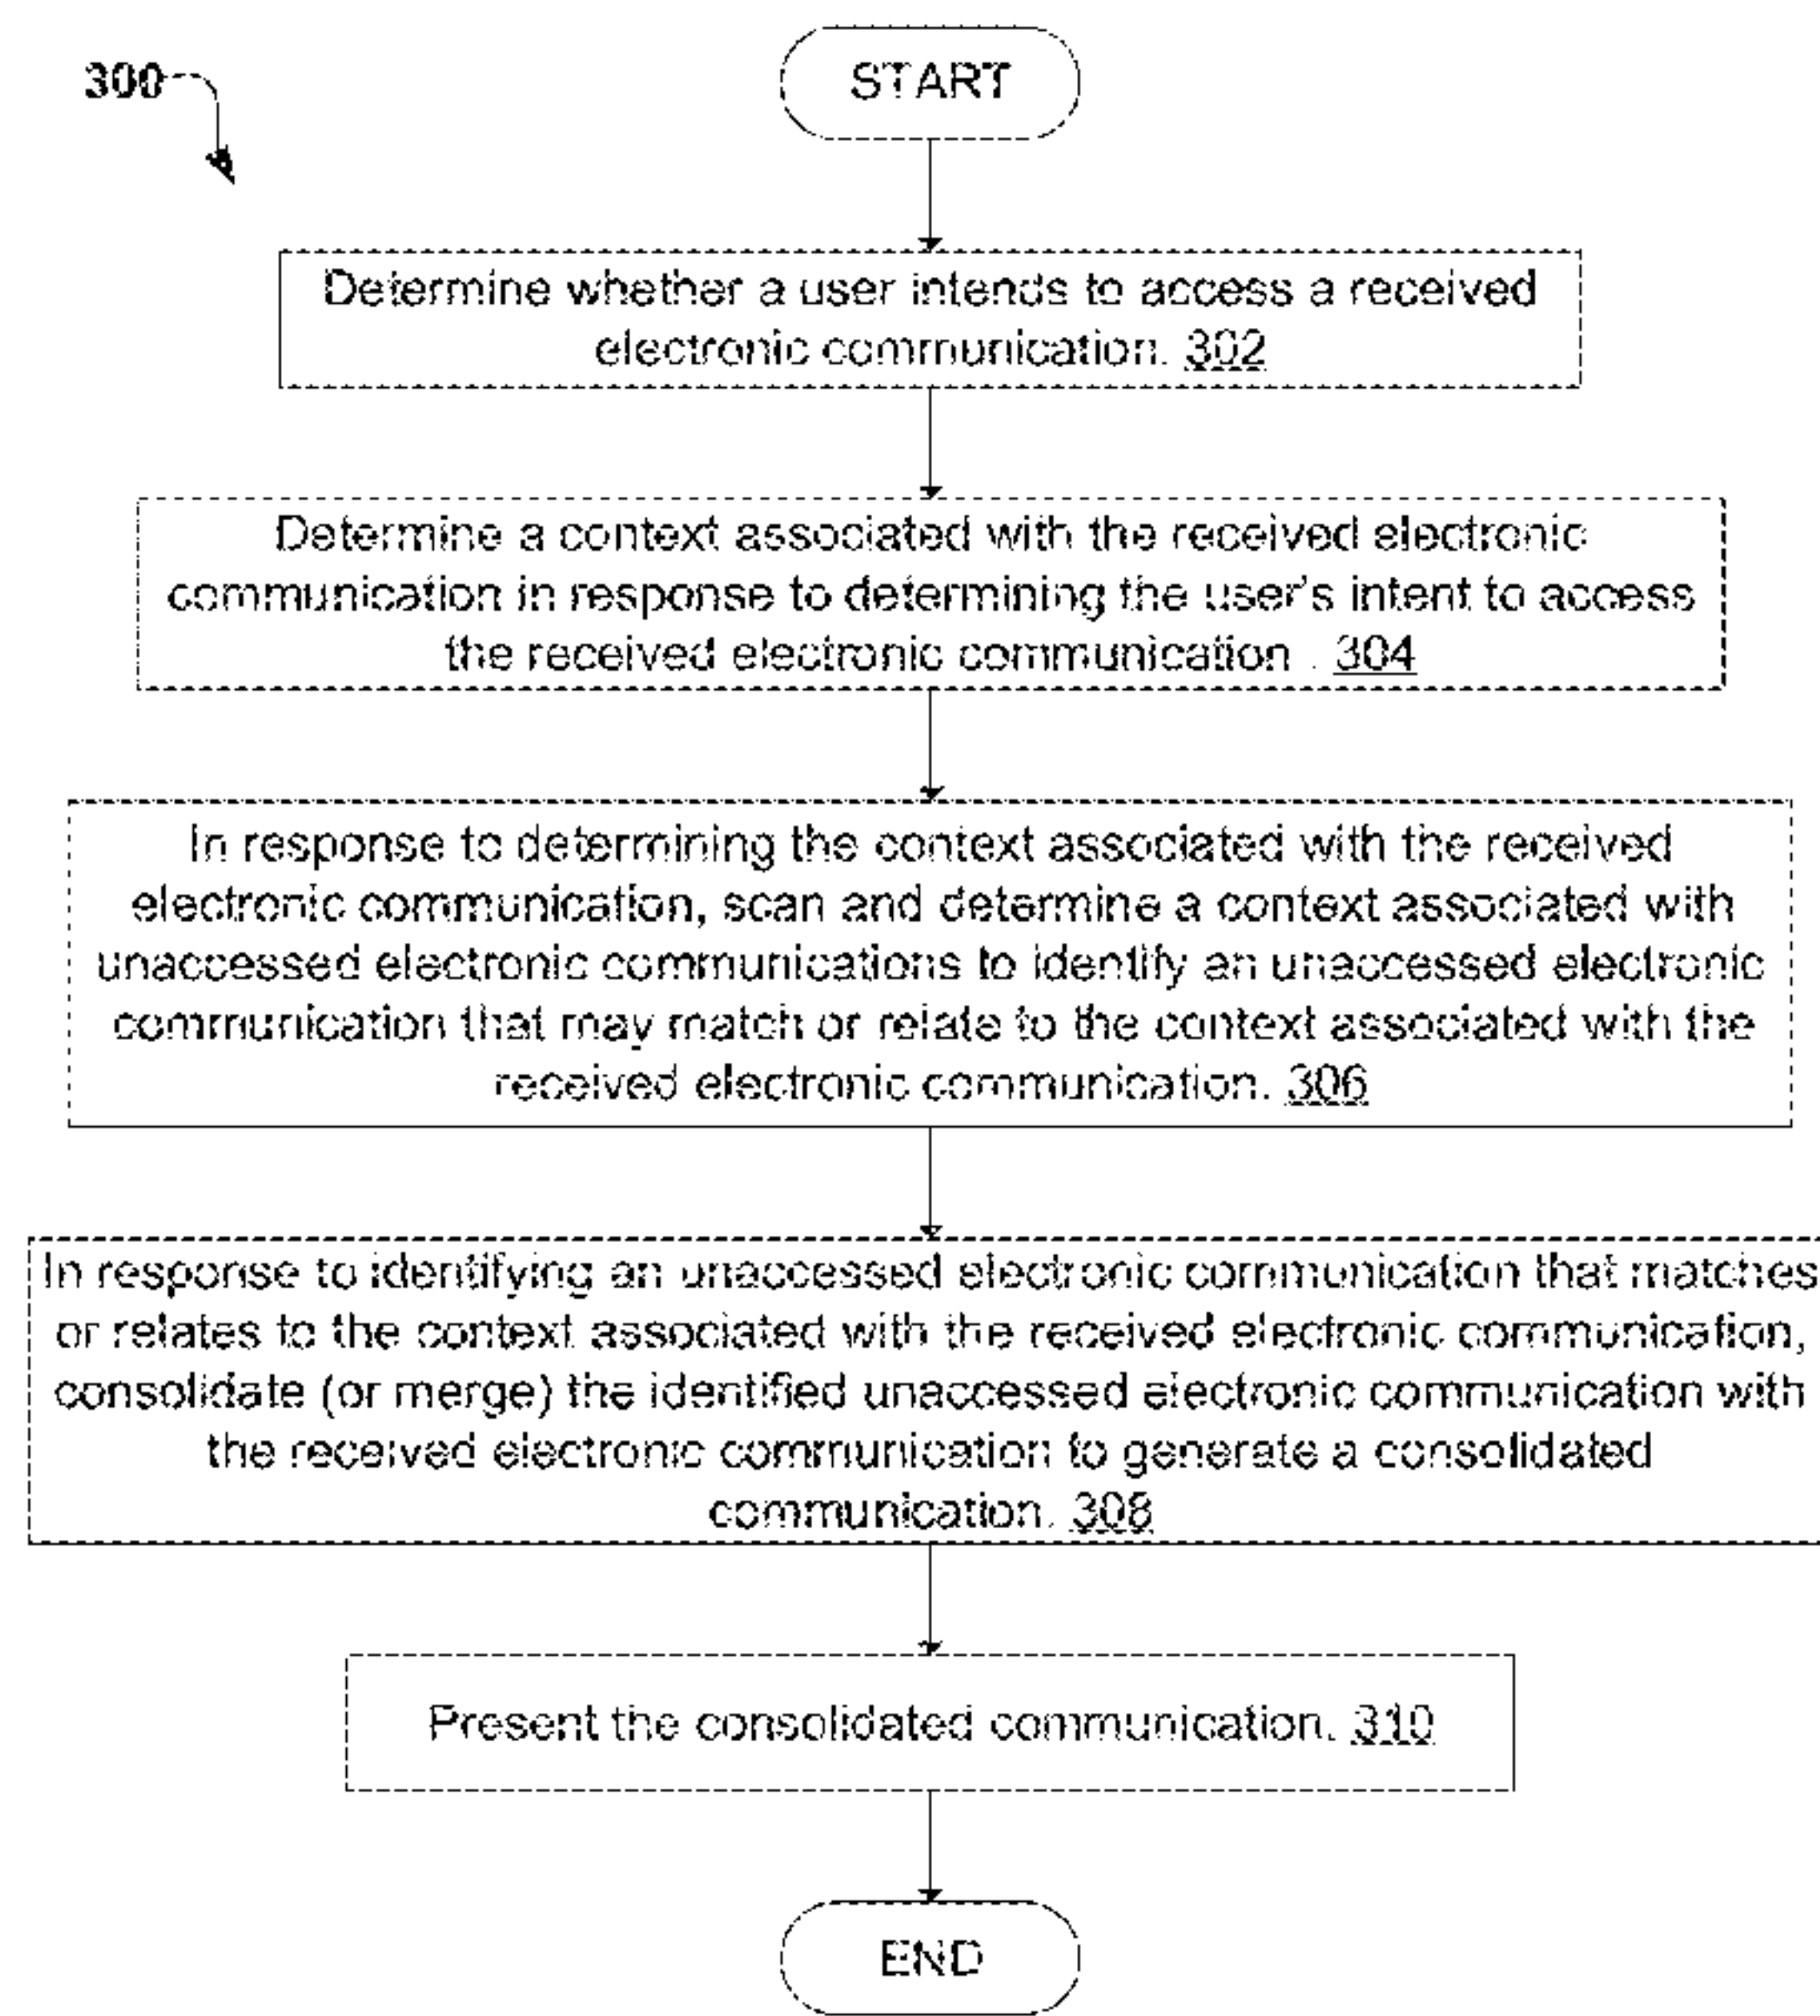 300
START
Determine whether a user intends to access a received
electronic communication. 302
Determine a context associated with the received electronic
communication in response to determining the user's intent to access
the received electronic communication . 304
In response to determining the context associated with the received
electronic communication, scan and determine a context associated with
unaccessed electronic communications to identify an unaccessed electronic
communication that may match or relate to the context associated with the
received electronic communication. 306
In response to identifying an unaccessed electronic communication that matches
or relates to the context associated with the received electronic communication,
consolidate (or merge) the identified unaccessed electronic communication with
the received electronic communication to generate a consolidated
communication. 308
Present the consolidated communication. 310
END